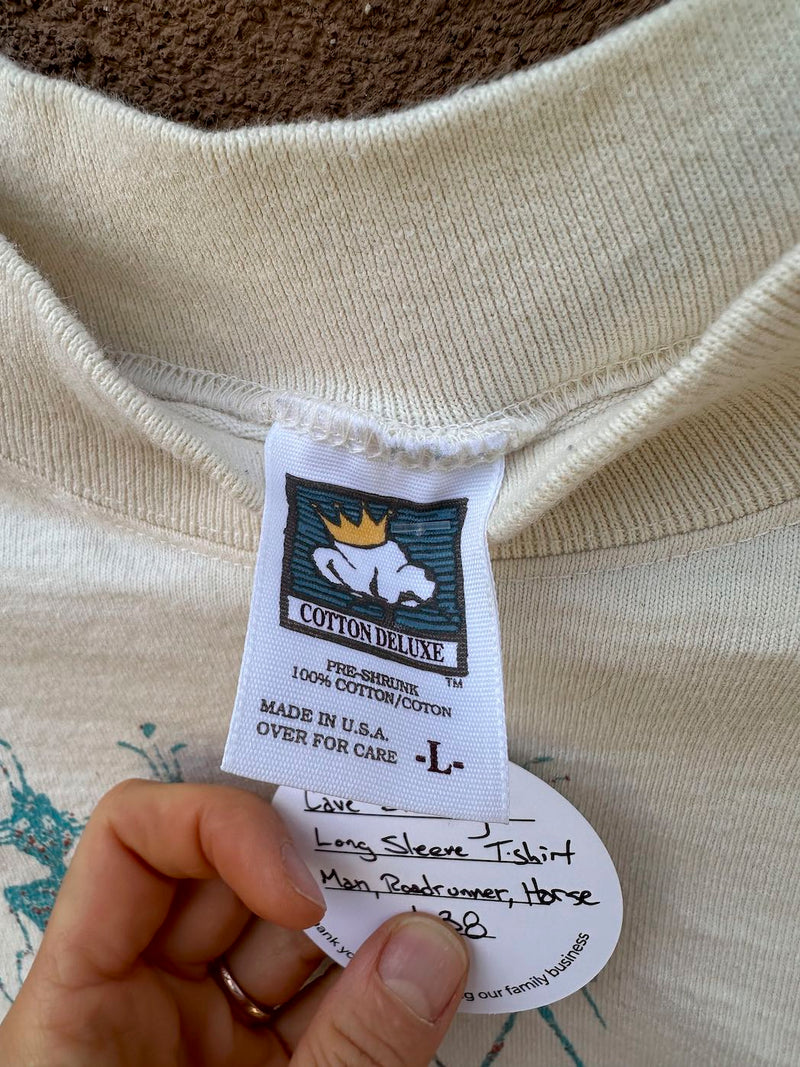 COTTON DELUXE
TM
PRE-SHRUNK
100% COTTON/COTON
MADE IN U.S.A.
OVER FOR CARE
-L-
Long Sleeve T-shirt
Man, Roadrunner, Horse
38
our family business